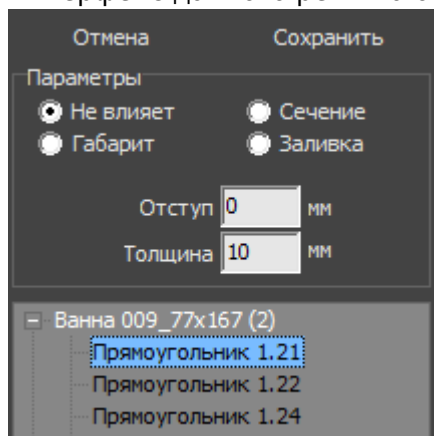 Отмена Сохранить
Параметры
Не влияет Сечение
Габарит Заливка
Отступ 0 мм
Толщина 10 мм
Ванна 009_77x167 (2)
Прямоугольник 1.21
Прямоугольник 1.22
Прямоугольник 1.24